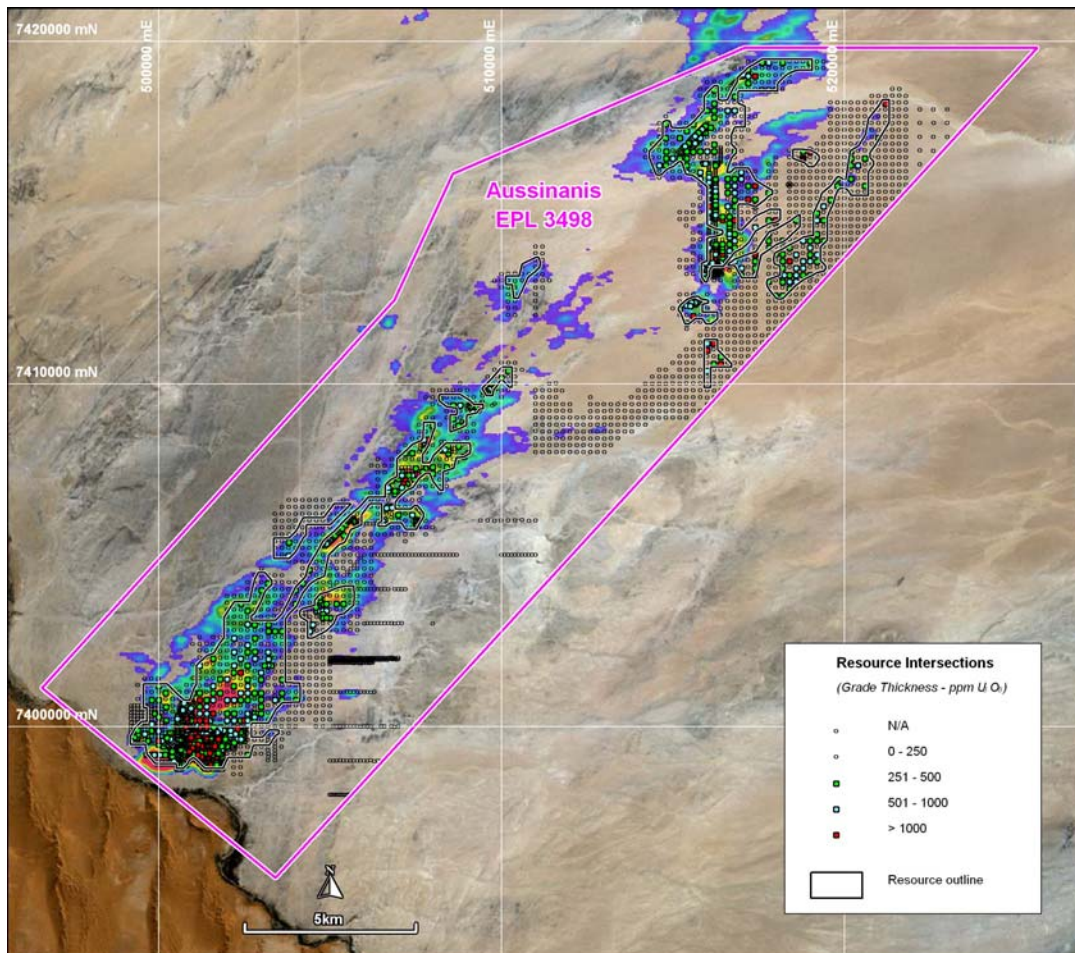 7420000 mN
500000 mE
510000 mE
520000 mE
Aussinanis
EPL 3498
7410000 mN
7400000 mN
N
5km
Resource Intersections
(Grade Thickness - ppm U₃O₈)
N/A
0 - 250
251 - 500
501 - 1000
> 1000
Resource outline